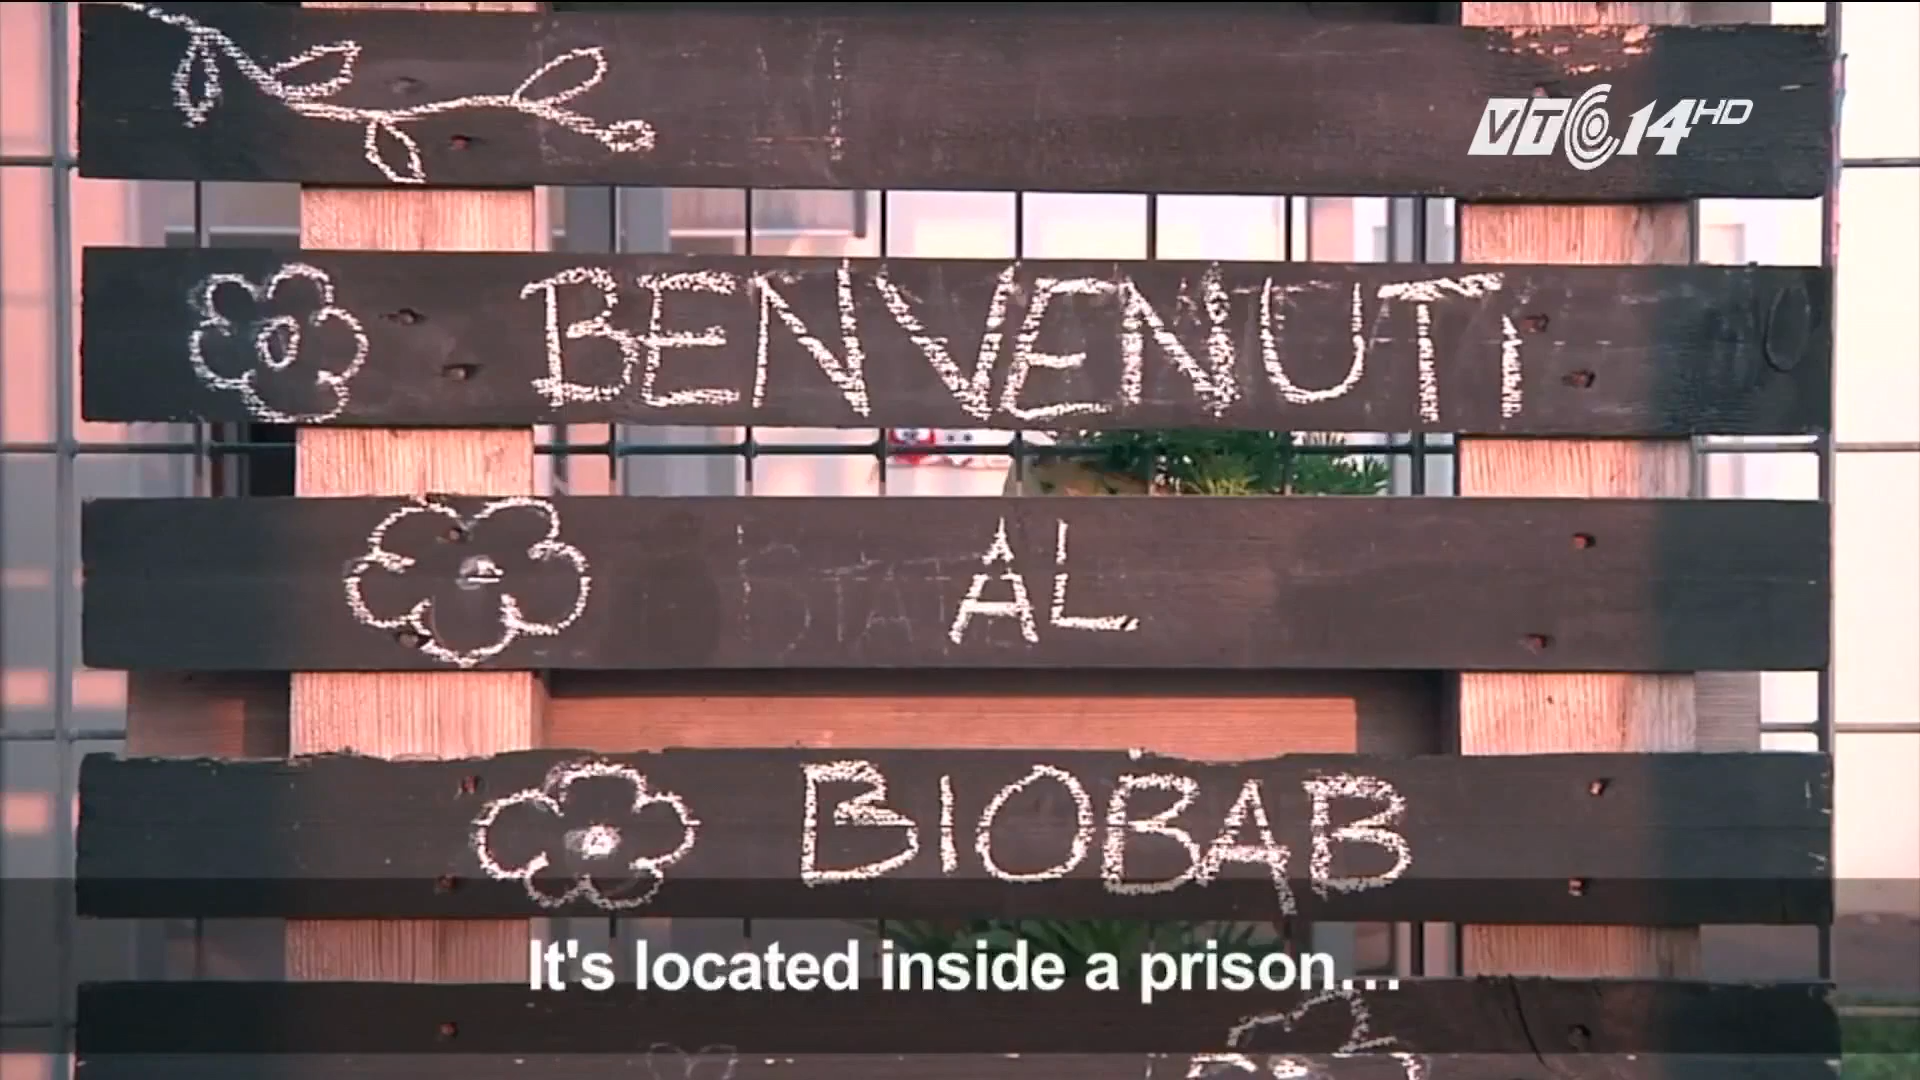 VTC14 HD
BENVENUTI
AL
BIOBAB
It's located inside a prison...